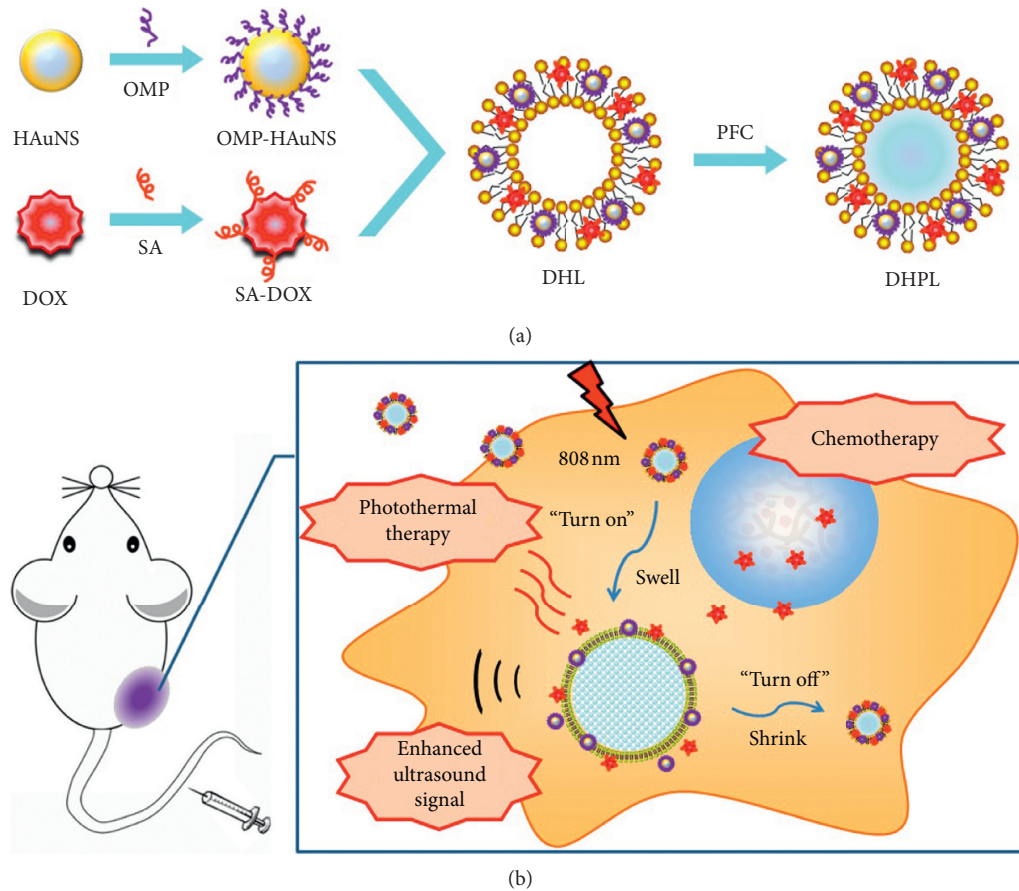 OMP
HAuNS
OMP-HAuNS
SA
DOX
SA-DOX
DHL
PFC
DHPL
(a)
808 nm
Chemotherapy
Photothermal
therapy
“Turn on”
Swell
“Turn off”
Shrink
Enhanced
ultrasound
signal
(b)